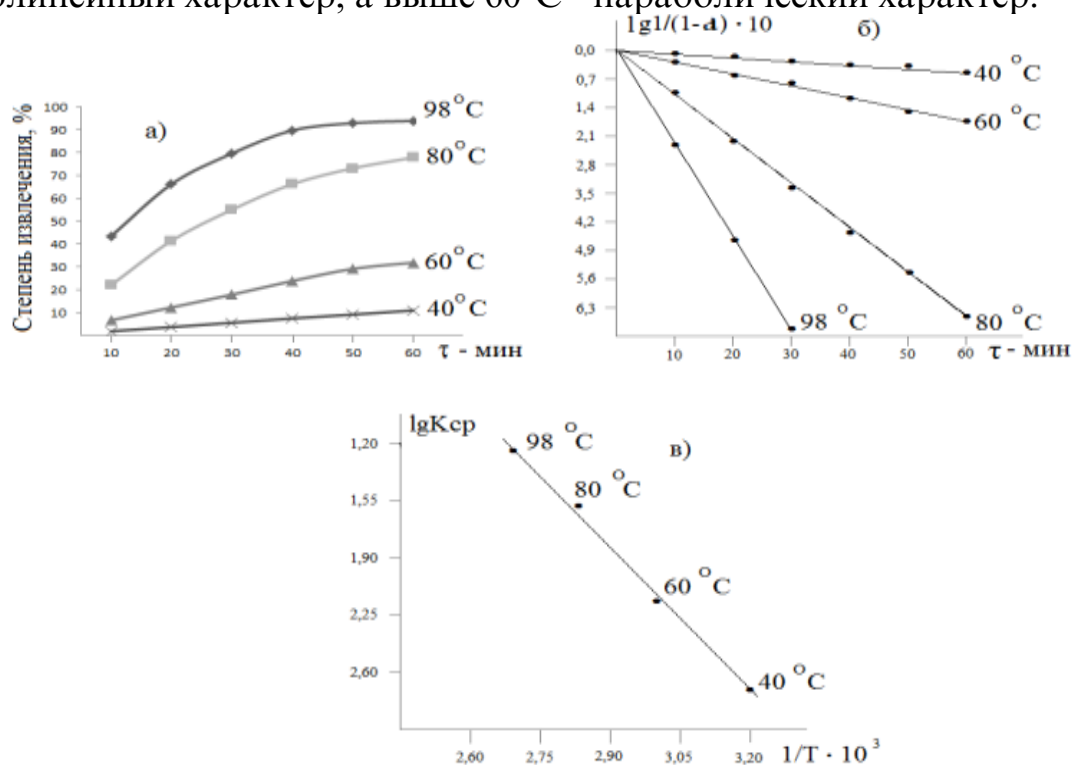 олинейный характер, а выше 60°С - параболический характер.
Степень извлечения, %
100
90
80
70
60
50
40
30
20
10
а)
98°С
80°С
60°С
40°С
10 20 30 40 50 60 τ - мин
lg1/(1-α) · 10
б)
0,0
0,7
1,4
2,1
2,8
3,5
4,2
4,9
5,6
6,3
40 °С
60 °С
98 °С
80 °С
10 20 30 40 50 60 τ - мин
lgKср
в)
1,20
1,55
1,90
2,25
2,60
98 °С
80 °С
60 °С
40 °С
2,60 2,75 2,90 3,05 3,20 1/T · 10³